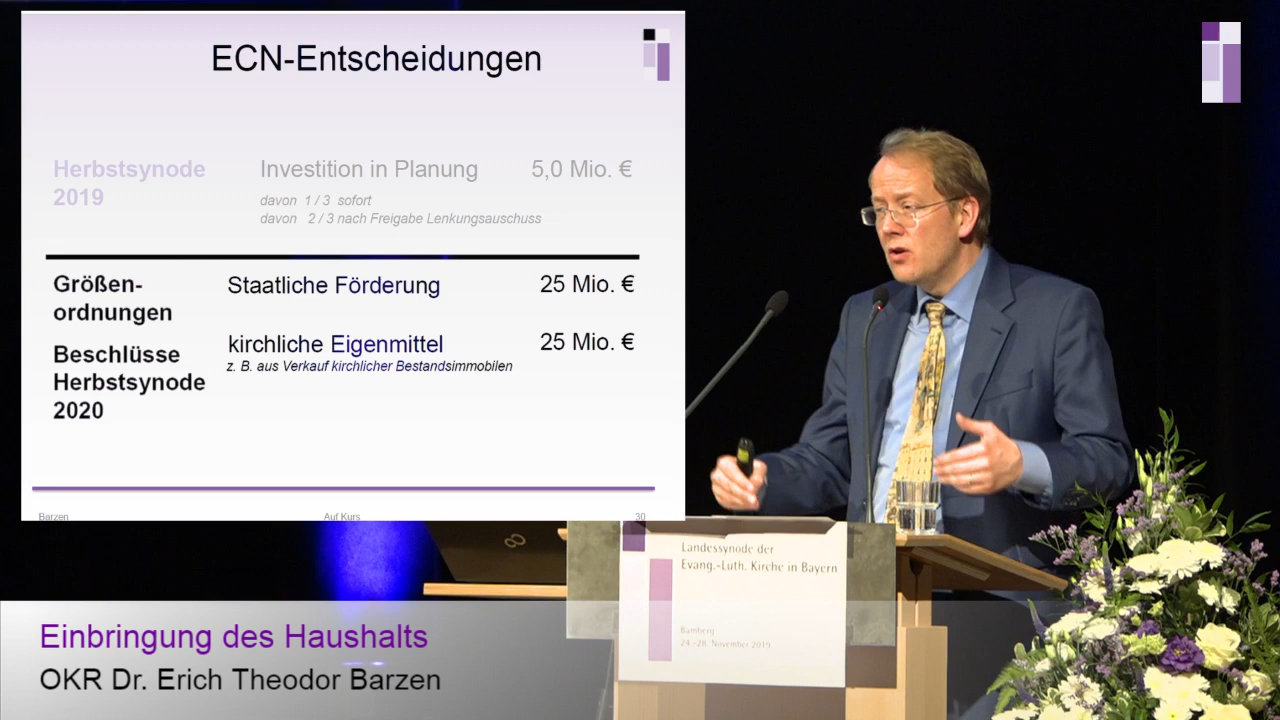 ECN-Entscheidungen
Herbstsynode
2019
Investition in Planung
5,0 Mio. €
davon 1 / 3 sofort
davon 2 / 3 nach Freigabe Lenkungsauschuss
Größen-
ordnungen
Staatliche Förderung
25 Mio. €
Beschlüsse
Herbstsynode
2020
kirchliche Eigenmittel
25 Mio. €
z. B. aus Verkauf kirchlicher Bestandsimmobilen
Barzen
Auf Kurs
30
Landessynode der
Evang.-Luth. Kirche in Bayern
Bamberg
24.-28. November 2019
Einbringung des Haushalts
OKR Dr. Erich Theodor Barzen